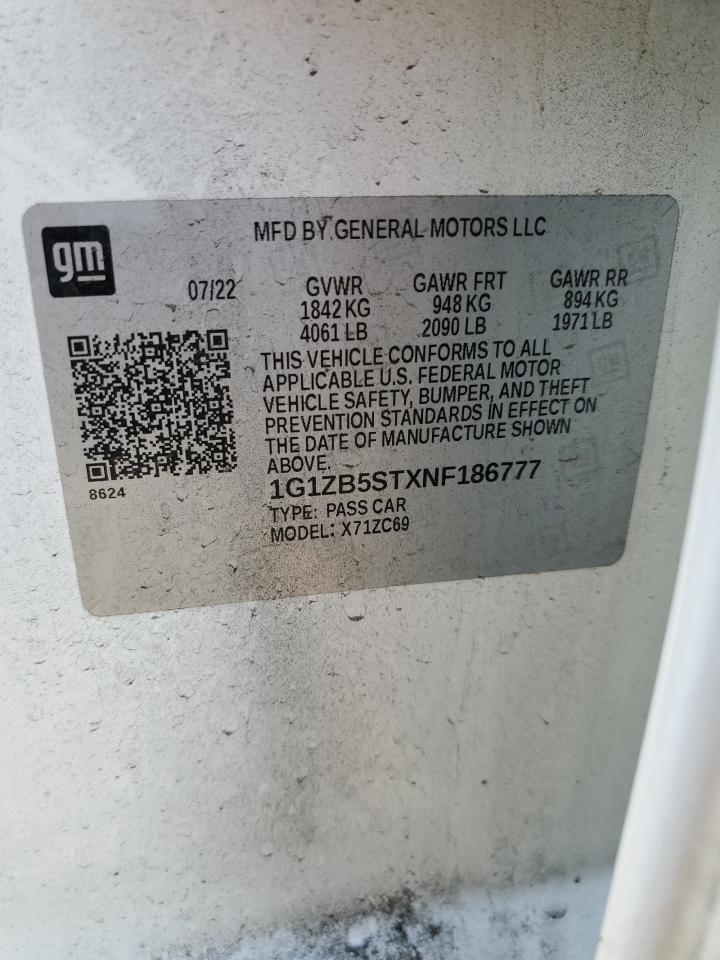 gm
MFD BY GENERAL MOTORS LLC
07/22 GVWR GAWR FRT GAWR RR
1842 KG 948 KG 894 KG
4061 LB 2090 LB 1971 LB
THIS VEHICLE CONFORMS TO ALL
APPLICABLE U.S. FEDERAL MOTOR
VEHICLE SAFETY, BUMPER, AND THEFT
PREVENTION STANDARDS IN EFFECT ON
THE DATE OF MANUFACTURE SHOWN
ABOVE.
8624
1G1ZB5STXNF186777
TYPE: PASS CAR
MODEL: X71ZC69